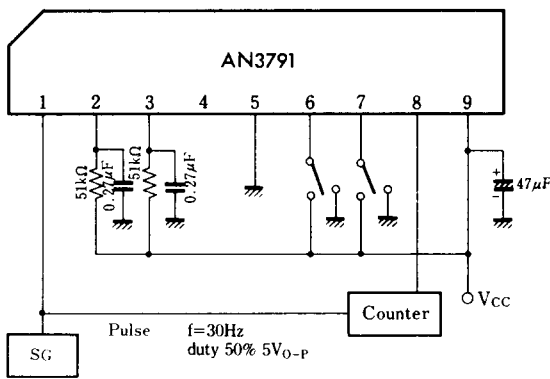 AN3791
1 2 3 4 5 6 7 8 9
51kΩ
0.27μF
51kΩ
0.27μF
+
47μF
−
VCC
Counter
Pulse f=30Hz
duty 50% 5VO-P
SG